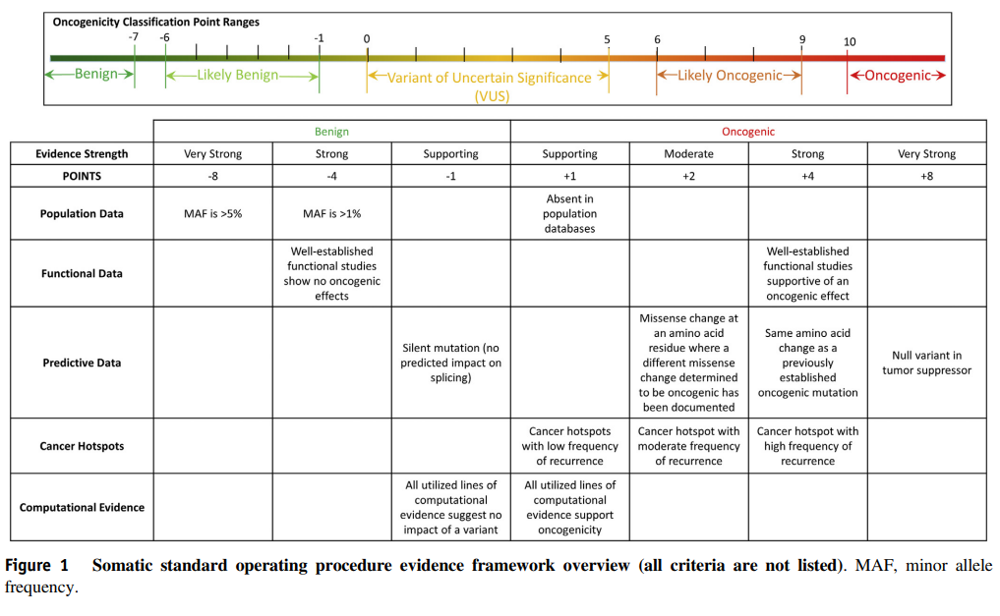 Oncogenicity Classification Point Ranges
-7 -6 -1 0 5 6 9 10
Benign Likely Benign Variant of Uncertain Significance Likely Oncogenic Oncogenic
(VUS)
Benign Oncogenic
Evidence Strength Very Strong Strong Supporting Supporting Moderate Strong Very Strong
POINTS -8 -4 -1 +1 +2 +4 +8
Population Data
MAF is >5%
MAF is >1%
Absent in
population
databases
Functional Data
Well-established
functional studies
show no oncogenic
effects
Well-established
functional studies
supportive of an
oncogenic effect
Predictive Data
Silent mutation (no
predicted impact on
splicing)
Missense change at
an amino acid
residue where a
different missense
change determined
to be oncogenic has
been documented
Same amino acid
change as a
previously
established
oncogenic mutation
Null variant in
tumor suppressor
Cancer Hotspots
Cancer hotspots
with low frequency
of recurrence
Cancer hotspot with
moderate frequency
of recurrence
Cancer hotspot with
high frequency of
recurrence
Computational Evidence
All utilized lines of
computational
evidence suggest no
impact of a variant
All utilized lines of
computational
evidence support
oncogenicity
Figure 1 Somatic standard operating procedure evidence framework overview (all criteria are not listed). MAF, minor allele
frequency.